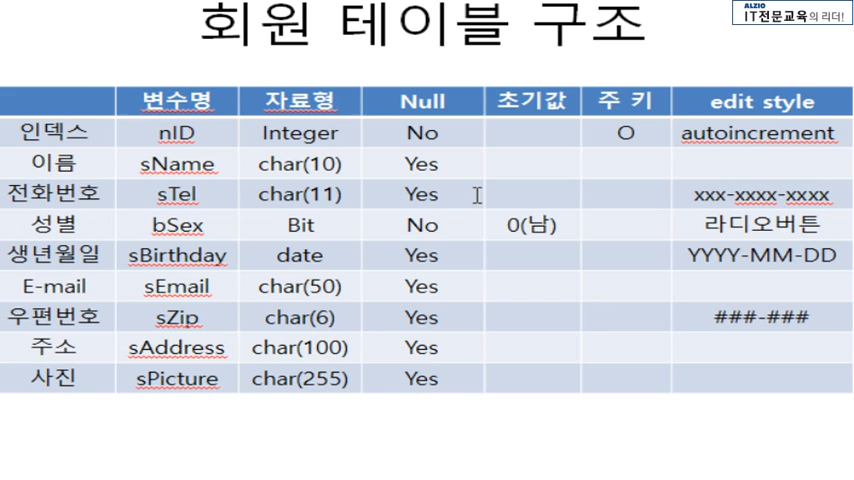 회원 테이블 구조
ALZIO
IT전문교육의 리더!
변수명 자료형 Null 초기값 주 키 edit style
인덱스 nID Integer No O autoincrement
이름 sName char(10) Yes
전화번호 sTel char(11) Yes xxx-xxxx-xxxx
성별 bSex Bit No 0(남) 라디오버튼
생년월일 sBirthday date Yes YYYY-MM-DD
E-mail sEmail char(50) Yes
우편번호 sZip char(6) Yes ###-###
주소 sAddress char(100) Yes
사진 sPicture char(255) Yes